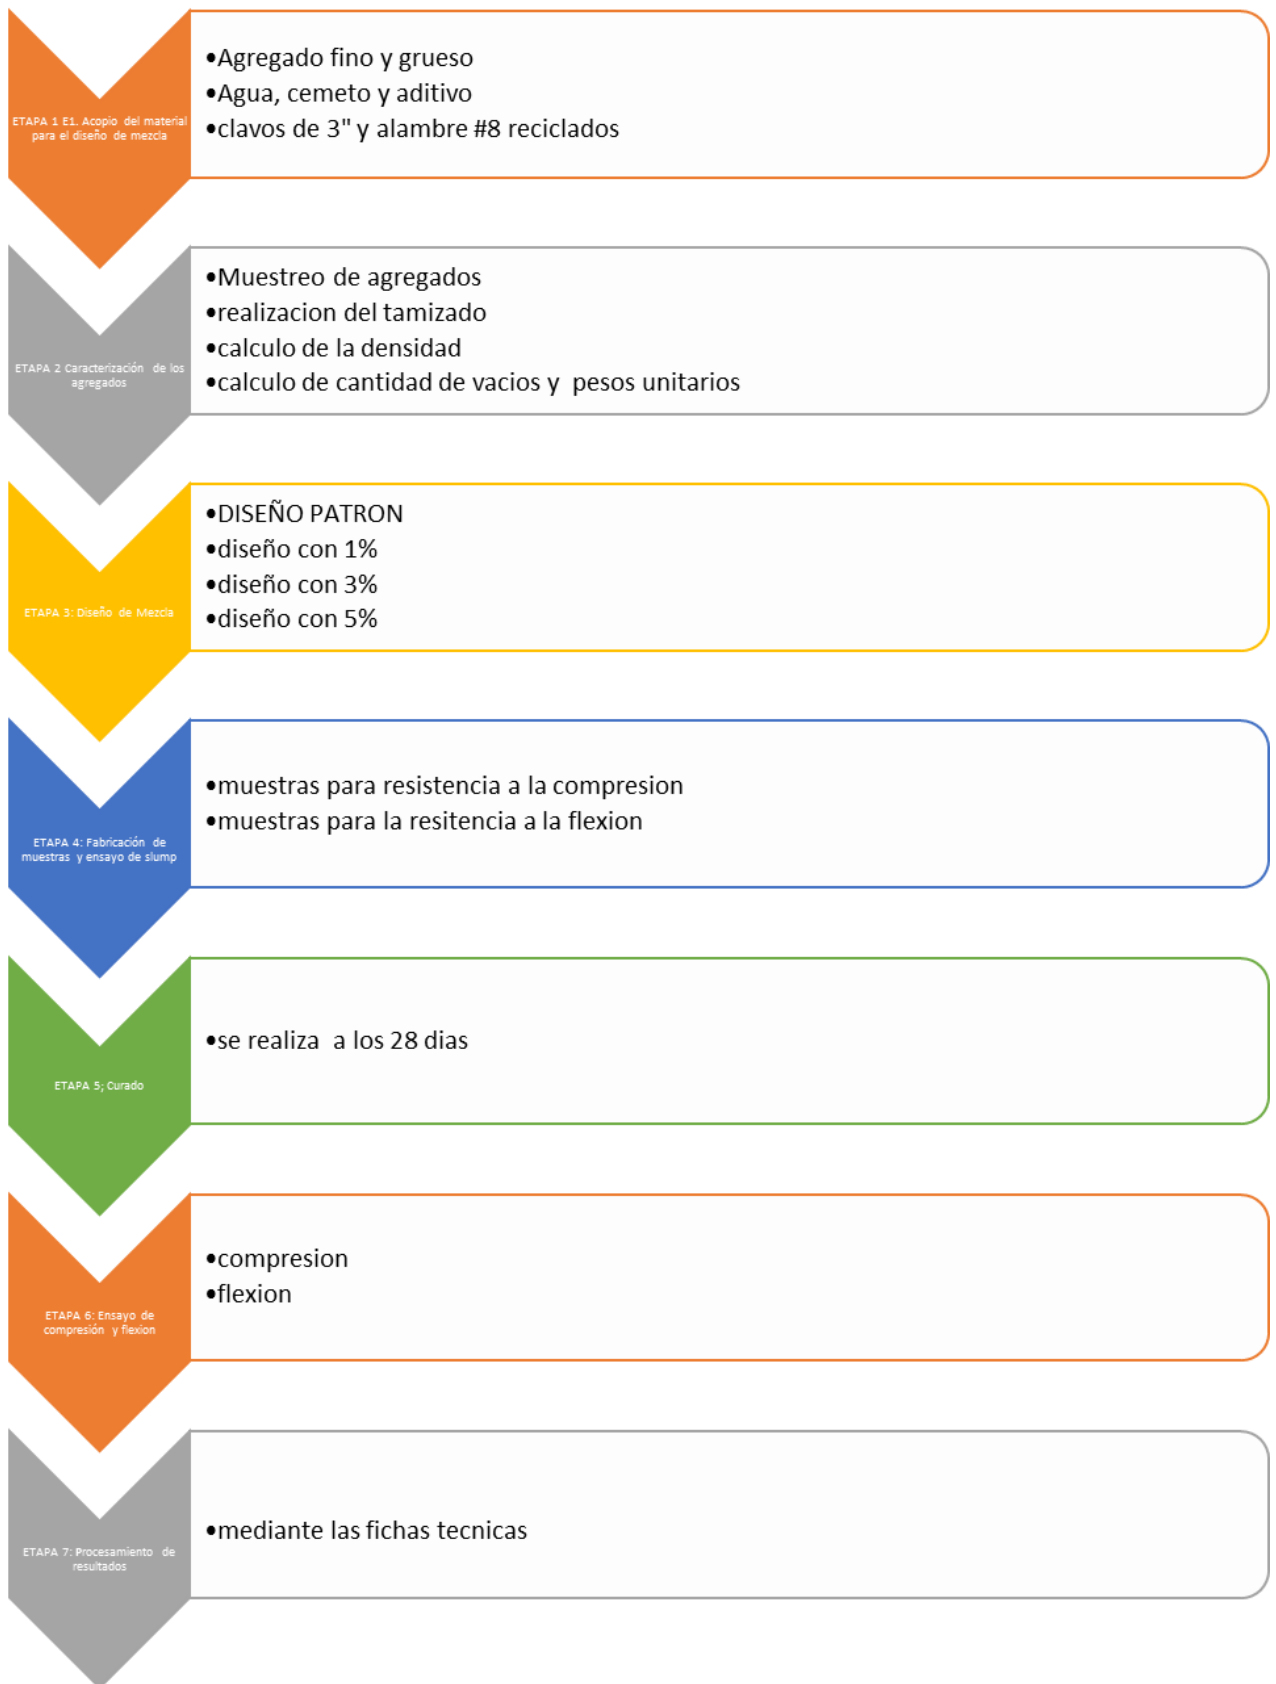 ETAPA 1 E1. Acopio del material
para el diseño de mezcla
•Agregado fino y grueso
•Agua, cemeto y aditivo
•clavos de 3" y alambre #8 reciclados
ETAPA 2 Caracterización de los
agregados
•Muestreo de agregados
•realizacion del tamizado
•calculo de la densidad
•calculo de cantidad de vacios y pesos unitarios
ETAPA 3: Diseño de Mezcla
•DISEÑO PATRON
•diseño con 1%
•diseño con 3%
•diseño con 5%
ETAPA 4: Fabricación de
muestras y ensayo de slump
•muestras para resistencia a la compresion
•muestras para la resitencia a la flexion
ETAPA 5; Curado
•se realiza a los 28 dias
ETAPA 6: Ensayo de
compresión y flexion
•compresion
•flexion
ETAPA 7: Procesamiento de
resultados
•mediante las fichas tecnicas